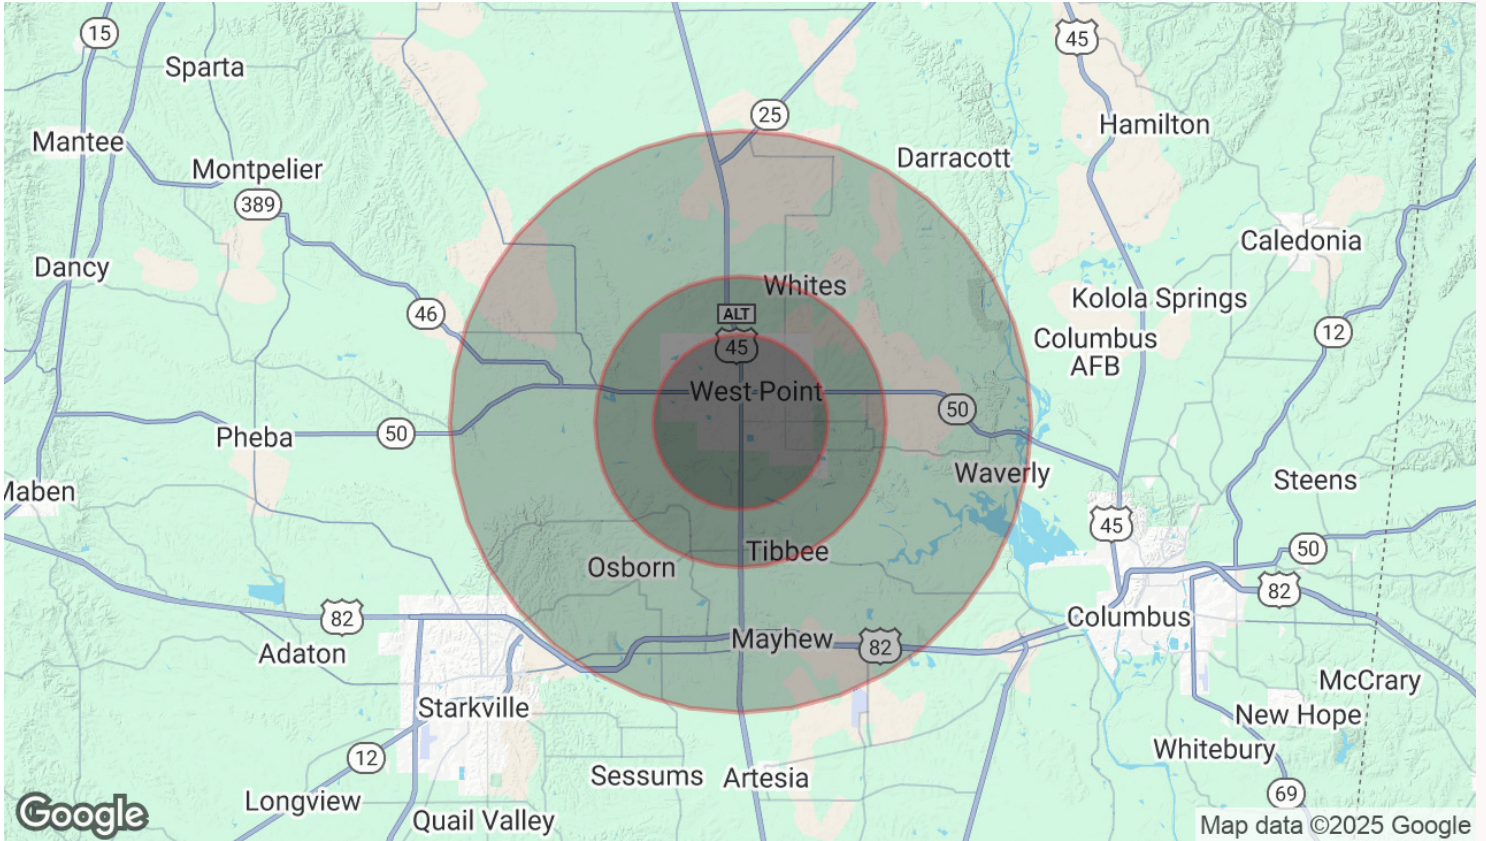 15
Sparta
45
25
Hamilton
Mantee
Darracott
Montpelier
389
Caledonia
Dancy
Whites
Kolola Springs
46
ALT
45
12
Columbus
AFB
West Point
50
Pheba
50
Waverly
Steens
Maben
45
50
Tibbee
Osborn
82
82
Columbus
Mayhew
82
Adaton
McCrary
Starkville
New Hope
Whitebury
12
Sessums
Artesia
69
Longview
Quail Valley
Google
Map data ©2025 Google